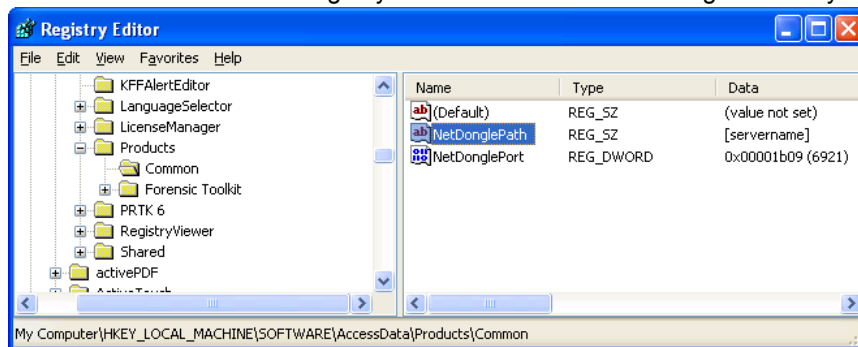 Registry Editor
File Edit View Favorites Help
KFFAlertEditor
LanguageSelector
LicenseManager
Products
Common
Forensic Toolkit
PRTK 6
RegistryViewer
Shared
activePDF
ActiveTouch
Name Type Data
(Default) REG_SZ (value not set)
NetDonglePath REG_SZ [servername]
NetDonglePort REG_DWORD 0x00001b09 (6921)
My Computer\HKEY_LOCAL_MACHINE\SOFTWARE\AccessData\Products\Common